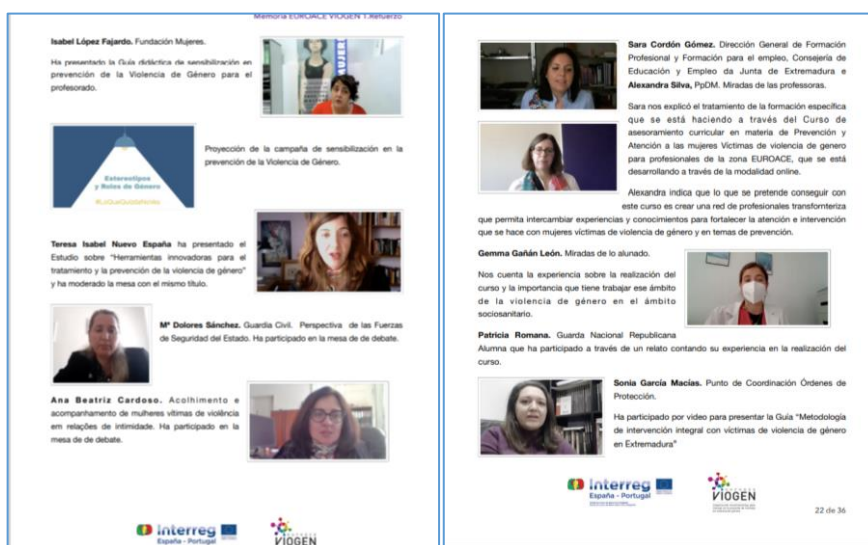 Memoria EUROACE VIOGEN 1.Refuerzo
Isabel López Fajardo. Fundación Mujeres.
Ha presentado la Guía didáctica de sensibilización en
prevención de la Violencia de Género para el
profesorado.
Estereotipos
y Roles de Género
Proyección de la campaña de sensibilización en la
prevención de la Violencia de Género.
Teresa Isabel Nuevo España ha presentado el
Estudio sobre "Herramientas innovadoras para el
tratamiento y la prevención de la violencia de género"
y ha moderado la mesa con el mismo título.
Mª Dolores Sánchez. Guardia Civil. Perspectiva de las Fuerzas
de Seguridad del Estado. Ha participado en la mesa de de debate.
Ana Beatriz Cardoso. Acolhimento e
acompanhamento de mulheres vítimas de violência
em relações de intimidade. Ha participado en la
mesa de de debate.
Interreg
España - Portugal
VIOGEN
Sara Cordón Gómez. Dirección General de Formación
Profesional y Formación para el empleo, Consejería de
Educación y Empleo da Junta de Extremadura e
Alexandra Silva, PpDM. Miradas de las professoras.
Sara nos explicó el tratamiento de la formación específica
que se está haciendo a través del Curso de
asesoramiento curricular en materia de Prevención y
Atención a las mujeres Víctimas de violencia de genero
para profesionales de la zona EUROACE, que se está
desarrollando a través de la modalidad online.
Alexandra indica que lo que se pretende conseguir con
este curso es crear una red de profesionales transfornteriza
que permita intercambiar experiencias y conocimientos para fortalecer la atención e intervención
que se hace con mujeres víctimas de violencia de género y en temas de prevención.
Gemma Gañán León. Miradas de lo alunado.
Nos cuenta la experiencia sobre la realización del
curso y la importancia que tiene trabajar ese ámbito
de la violencia de género en el ámbito
sociosanitario.
Patricia Romana. Guarda Nacional Republicana
Alumna que ha participado a través de un relato contando su experiencia en la realización del
curso.
Sonia García Macías. Punto de Coordinación Órdenes de
Protección.
Ha participado por video para presentar la Guía "Metodología
de intervención integral con víctimas de violencia de género
en Extremadura"
Interreg
España - Portugal
VIOGEN
22 de 36